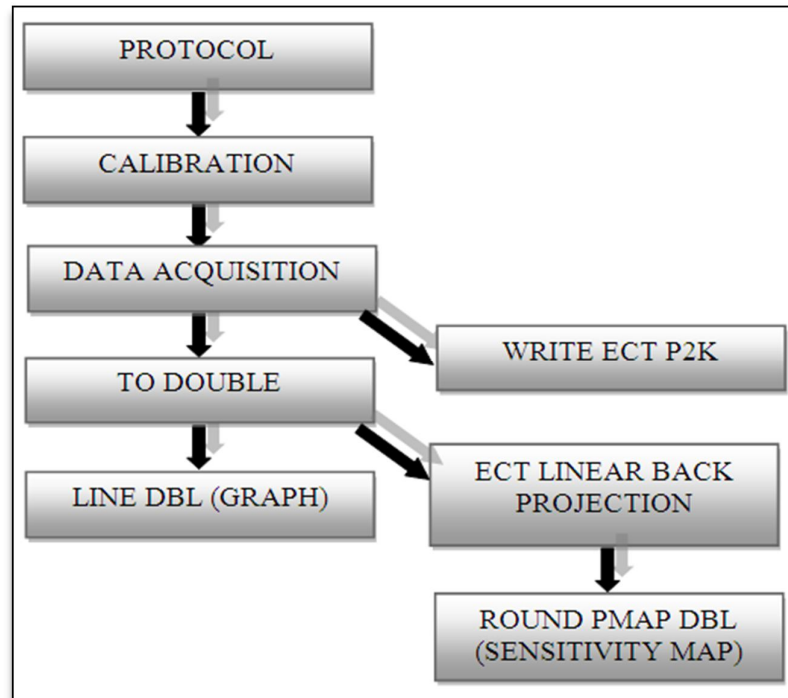 PROTOCOL
CALIBRATION
DATA ACQUISITION
WRITE ECT P2K
TO DOUBLE
LINE DBL (GRAPH)
ECT LINEAR BACK
PROJECTION
ROUND PMAP DBL
(SENSITIVITY MAP)